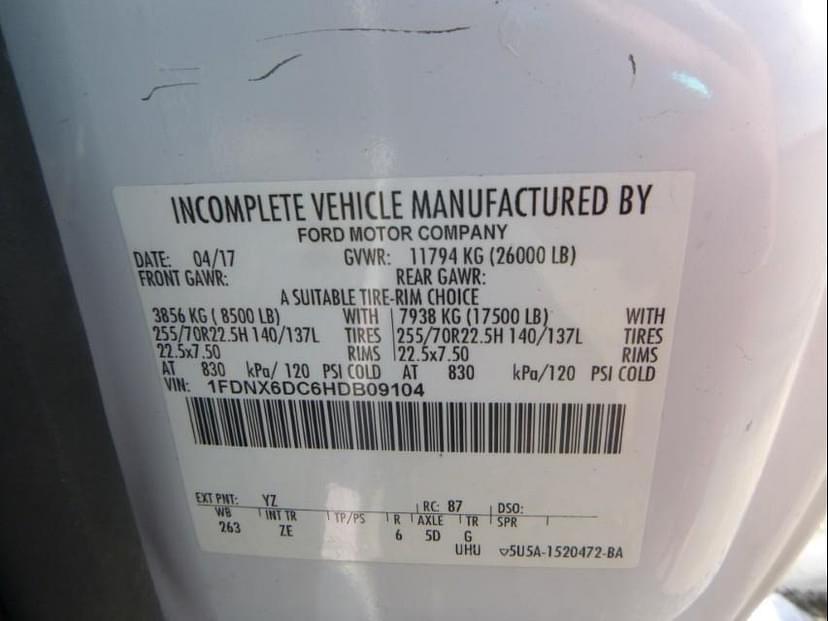 INCOMPLETE VEHICLE MANUFACTURED BY
FORD MOTOR COMPANY
DATE: 04/17 GVWR: 11794 KG (26000 LB)
FRONT GAWR: REAR GAWR:
A SUITABLE TIRE-RIM CHOICE
3856 KG ( 8500 LB) WITH 7938 KG (17500 LB) WITH
255/70R22.5H 140/137L TIRES 255/70R22.5H 140/137L TIRES
22.5x7.50 RIMS 22.5x7.50 RIMS
AT 830 kPa/ 120 PSI COLD AT 830 kPa/120 PSI COLD
VIN: 1FDNX6DC6HDB09104
EXT PNT: YZ RC: 87 DSO:
WB INT TR TP/PS R AXLE TR SPR
263 ZE 6 5D G
UHU 5U5A-1520472-BA